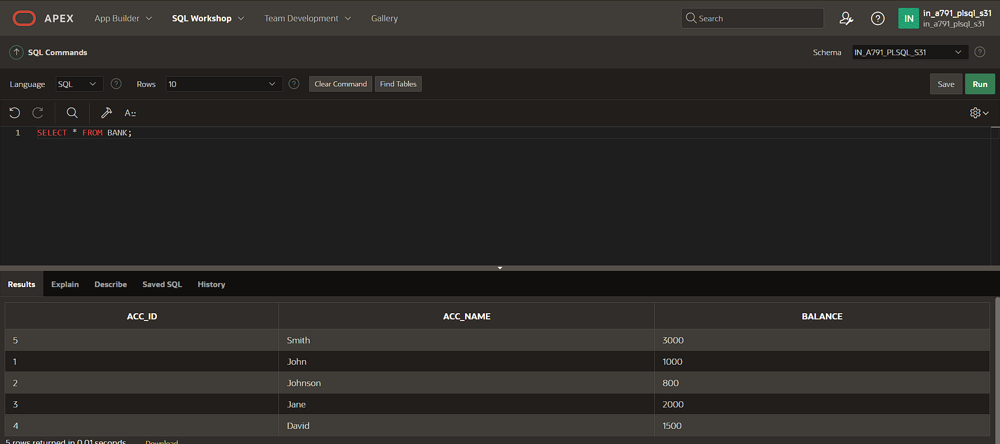 APEX App Builder SQL Workshop Team Development Gallery Search IN in_a791_plsql_s31
in_a791_plsql_s31
SQL Commands Schema IN_A791_PLSQL_S31
Language SQL Rows 10 Clear Command Find Tables Save Run
A::
1 SELECT * FROM BANK;
Results Explain Describe Saved SQL History
ACC_ID ACC_NAME BALANCE
5 Smith 3000
1 John 1000
2 Johnson 800
3 Jane 2000
4 David 1500
5 rows returned in 0.01 seconds Download